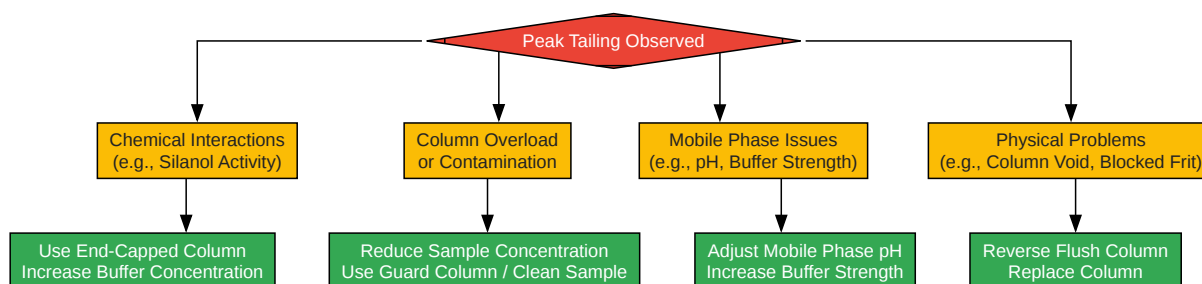 Peak Tailing Observed
Chemical Interactions
(e.g., Silanol Activity)
Column Overload
or Contamination
Mobile Phase Issues
(e.g., pH, Buffer Strength)
Physical Problems
(e.g., Column Void, Blocked Frit)
Use End-Capped Column
Increase Buffer Concentration
Reduce Sample Concentration
Use Guard Column / Clean Sample
Adjust Mobile Phase pH
Increase Buffer Strength
Reverse Flush Column
Replace Column